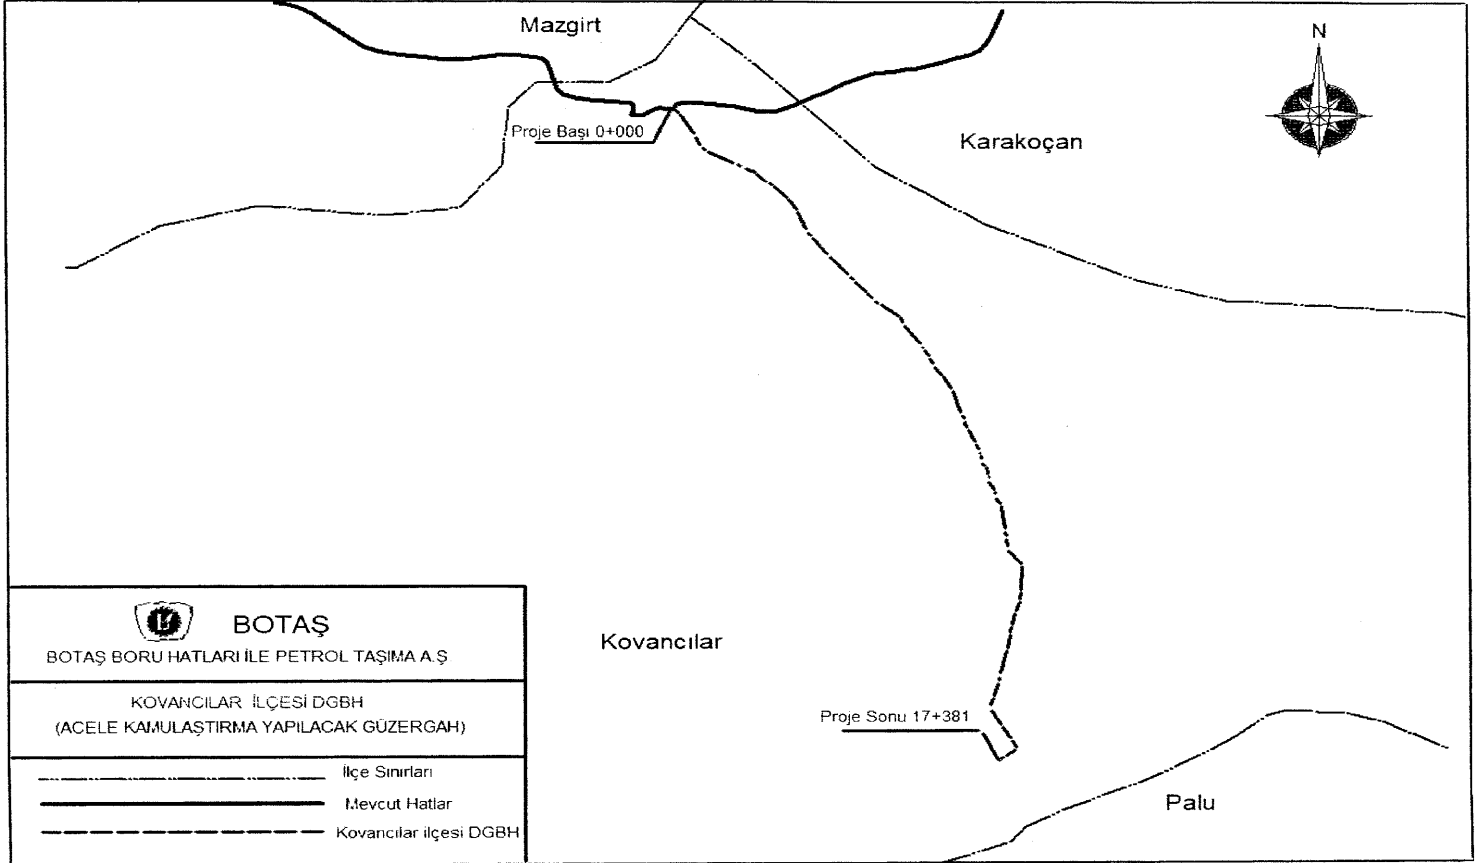 Mazgirt
N
Proje Başı 0+000
Karakoçan
BOTAŞ
BOTAŞ BORU HATLARI İLE PETROL TAŞIMA A.Ş.
Kovancılar
KOVANCILAR İLÇESİ DGBH
(ACELE KAMULAŞTIRMA YAPILACAK GÜZERGAH)
Proje Sonu 17+381
İlçe Sınırları
Mevcut Hatlar
Palu
Kovancılar ilçesi DGBH